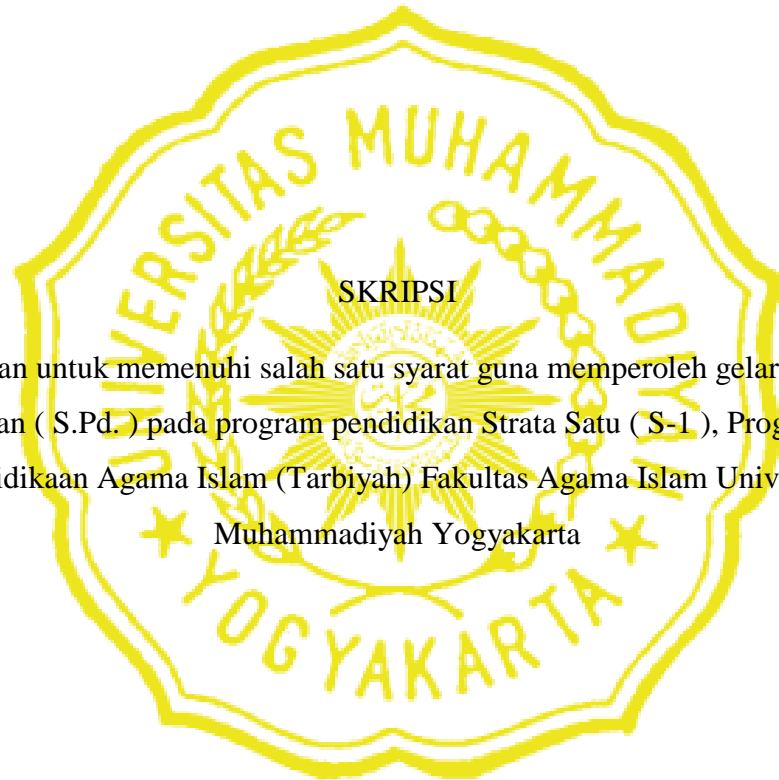 UNIVERSITAS MUHAMMADIYAH
SKRIPSI
an untuk memenuhi salah satu syarat guna memperoleh gelar
an ( S.Pd. ) pada program pendidikan Strata Satu ( S-1 ), Prog
idikaan Agama Islam (Tarbiyah) Fakultas Agama Islam Univ
Muhammadiyah Yogyakarta
★ YOGYAKARTA ★